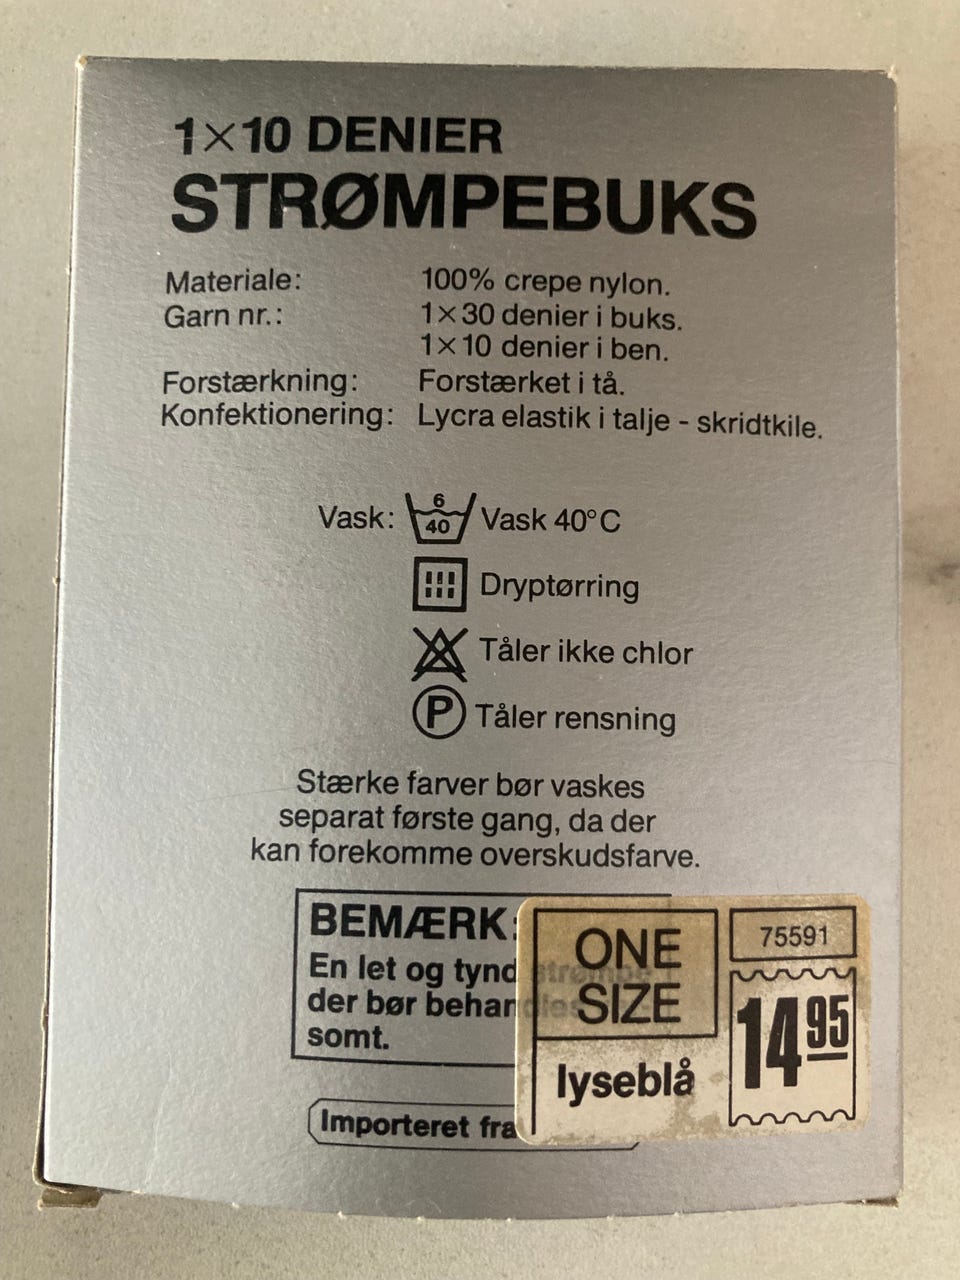 1×10 DENIER
STRØMPEBUKS
Materiale: 100% crepe nylon.
Garn nr.: 1×30 denier i buks.
1×10 denier i ben.
Forstærkning: Forstærket i tå.
Konfektionering: Lycra elastik i talje - skridtkile.
Vask: 6 40 Vask 40°C
Dryptørring
Tåler ikke chlor
P Tåler rensning
Stærke farver bør vaskes
separat første gang, da der
kan forekomme overskudsfarve.
BEMÆRK:
En let og tynd strømpe
der bør behandles
somt.
Importeret fra
ONE
SIZE
lyseblå
75591
14 95